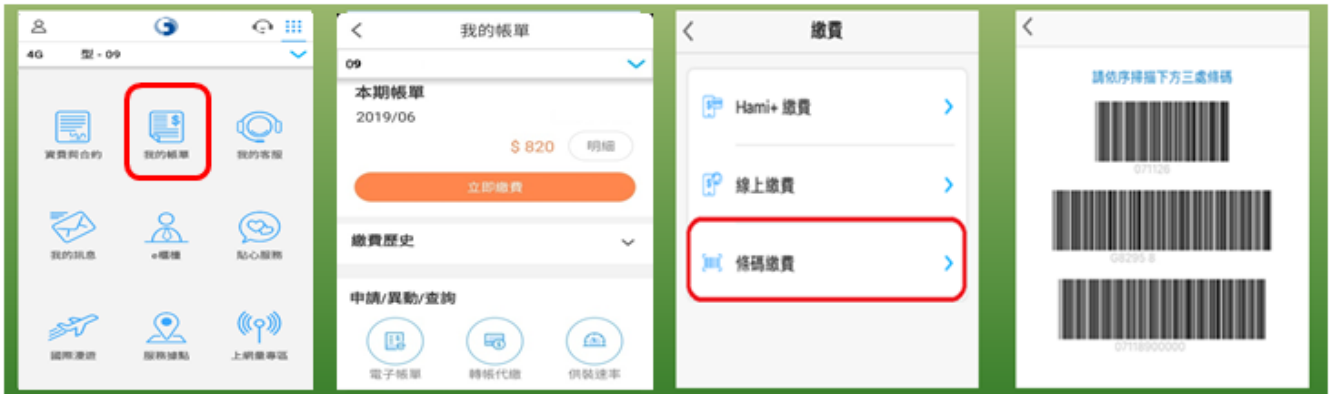 4G 型 - 09
資費與合約
我的帳單
我的客服
我的訊息
e櫃檯
貼心服務
國際漫遊
服務據點
上網量專區
我的帳單
09
本期帳單
2019/06
$ 820
明細
立即繳費
繳費歷史
申請/異動/查詢
電子帳單
轉帳代繳
供裝速率
繳費
Hami+ 繳費
線上繳費
條碼繳費
請依序掃描下方三處條碼
071126
G8295 8
07118900000